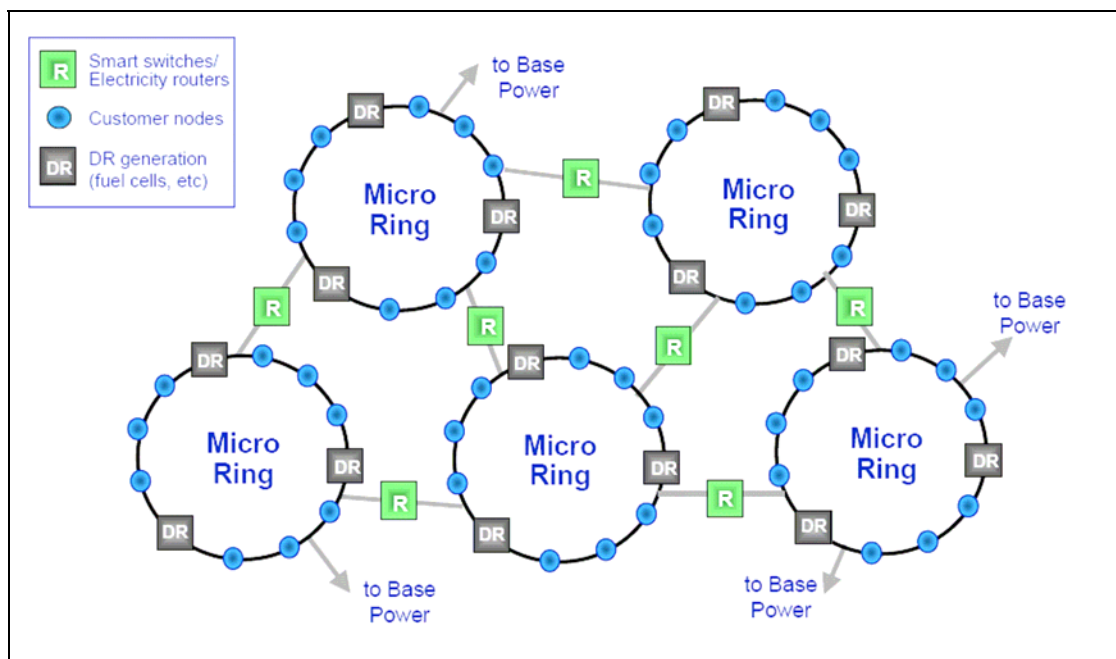 R
Smart switches/
Electricity routers
Customer nodes
DR
DR generation
(fuel cells, etc)
to Base
Power
DR
DR
DR
Micro
Ring
R
DR
DR
DR
Micro
Ring
R
R
R
R
to Base
Power
DR
DR
DR
Micro
Ring
DR
DR
DR
Micro
Ring
DR
DR
DR
Micro
Ring
R
R
to Base
Power
to Base
Power